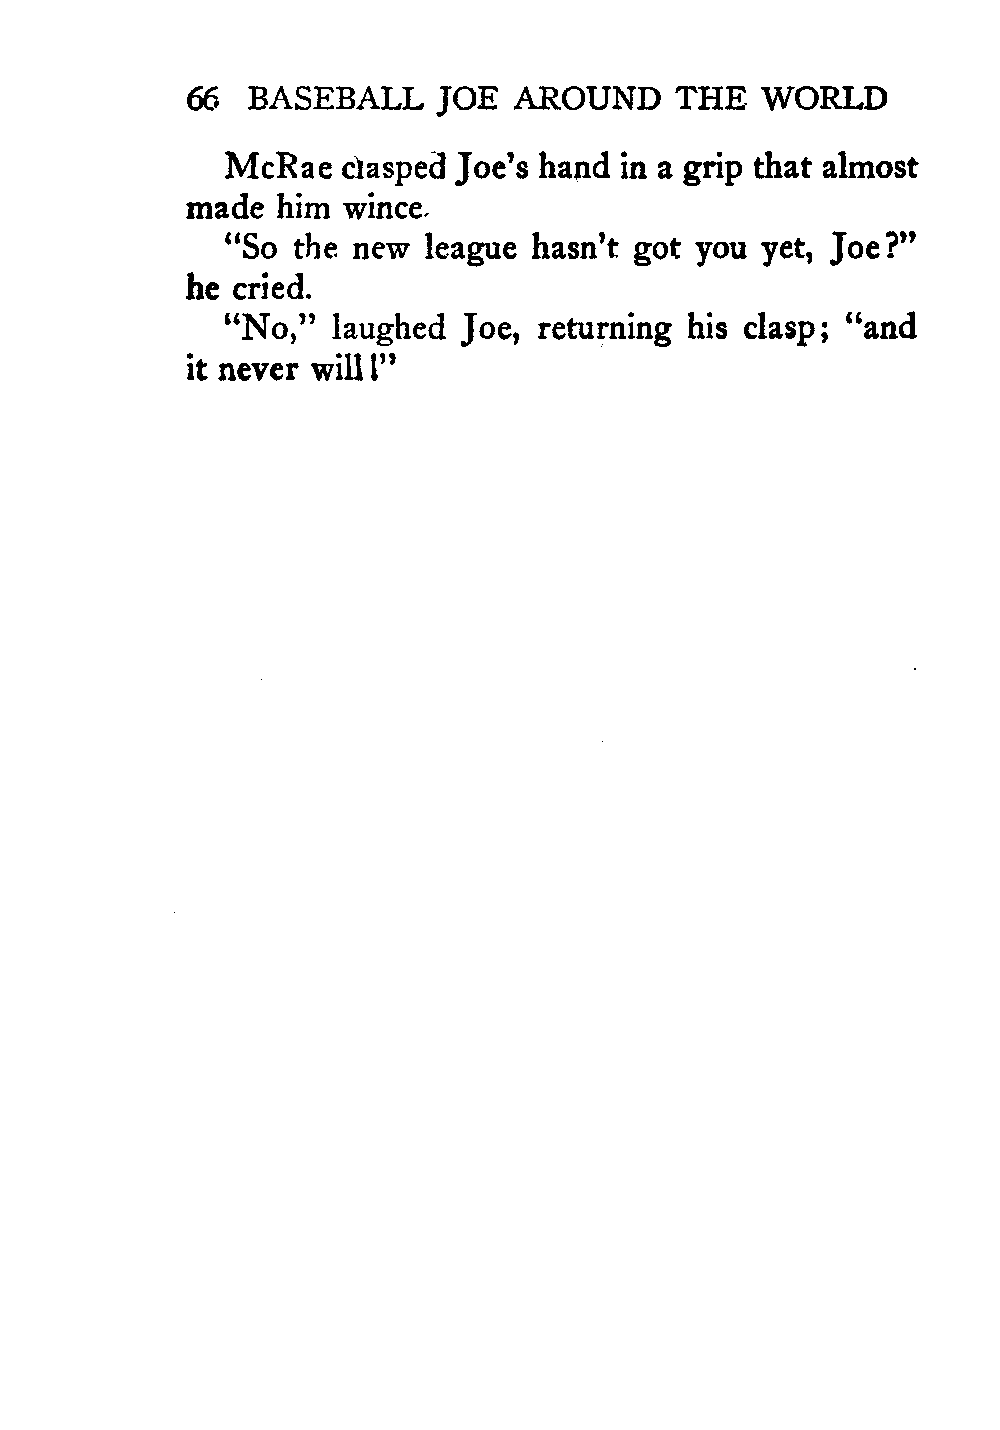 66 BASEBALL JOE AROUND THE WORLD
McRae clasped Joe's hand in a grip that almost
made him wince.
“So the new league hasn't got you yet, Joe?”
he cried.
“No,” laughed Joe, returning his clasp; “and
it never will!”